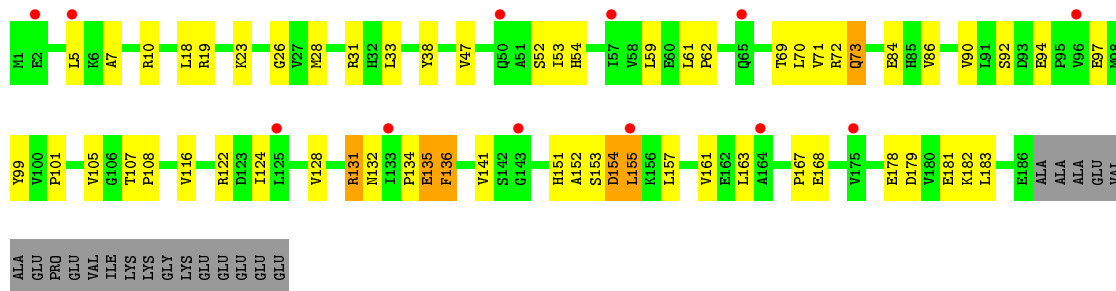 M1 E2 L5 K6 A7 R10 L18 R19 K23 G26 V27 M28 R31 H32 L33 Y38 V47 Q50 A51 S52 I53 H54 I57 V58 L59 E60 L61 P62 Q65 T69 L70 V71 R72 Q73 E84 H85 V86 V90 L91 S92 D93 E94 P95 V96 E97 M98
Y99 V100 P101 V105 G106 T107 P108 V116 R122 D123 I124 L125 V128 R131 N132 I133 P134 E135 F136 V141 S142 G143 H151 A152 S153 D154 L155 K156 L157 V161 E162 L163 A164 P167 E168 V175 E178 D179 V180 E181 K182 L183 E186 ALA ALA ALA GLU VAL
ALA GLU PRO GLU VAL ILE LYS LYS GLY LYS GLU GLU GLU GLU